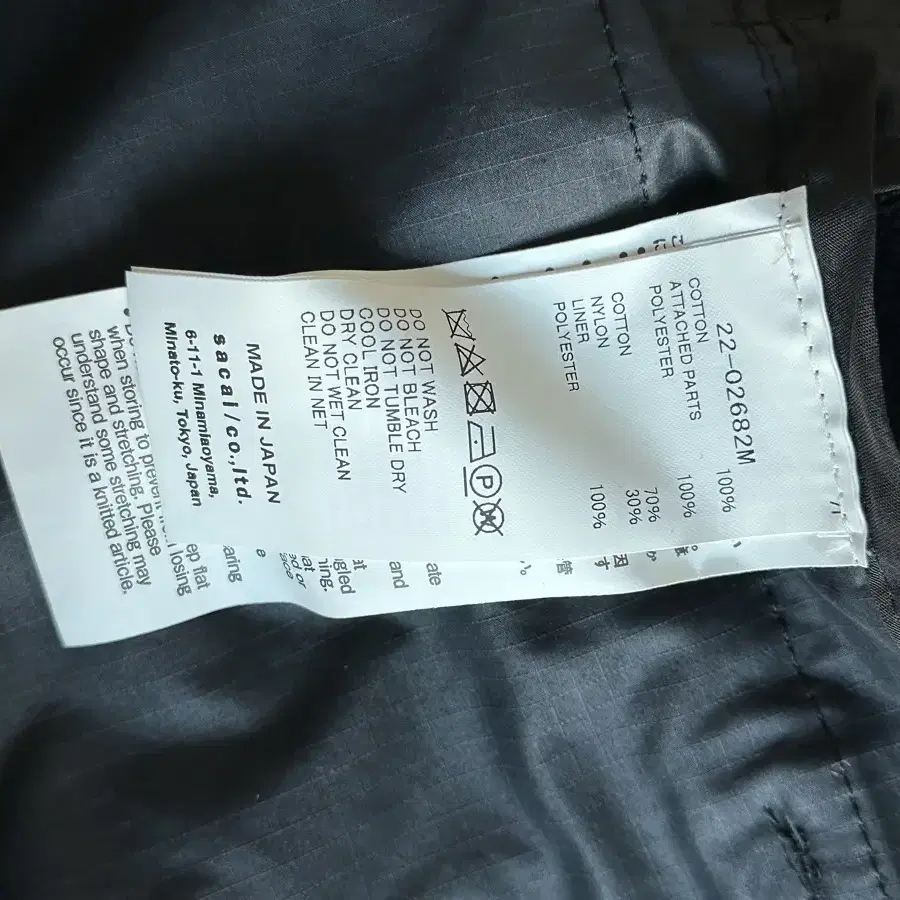 22-02682M
COTTON 100%
ATTACHED PARTS
POLYESTER 100%
COTTON 70%
NYLON 30%
LINER
POLYESTER 100%
P
W
DO NOT WASH
DO NOT BLEACH
DO NOT TUMBLE DRY
COOL IRON
DRY CLEAN
DO NOT WET CLEAN
CLEAN IN NET
MADE IN JAPAN
sacai/co.,ltd.
6-11-1 Minamiaoyama,
Minato-ku, Tokyo, Japan
and
when storing to prevent losing
shape and stretching. Please
understand some stretching may
occur since it is a knitted article.